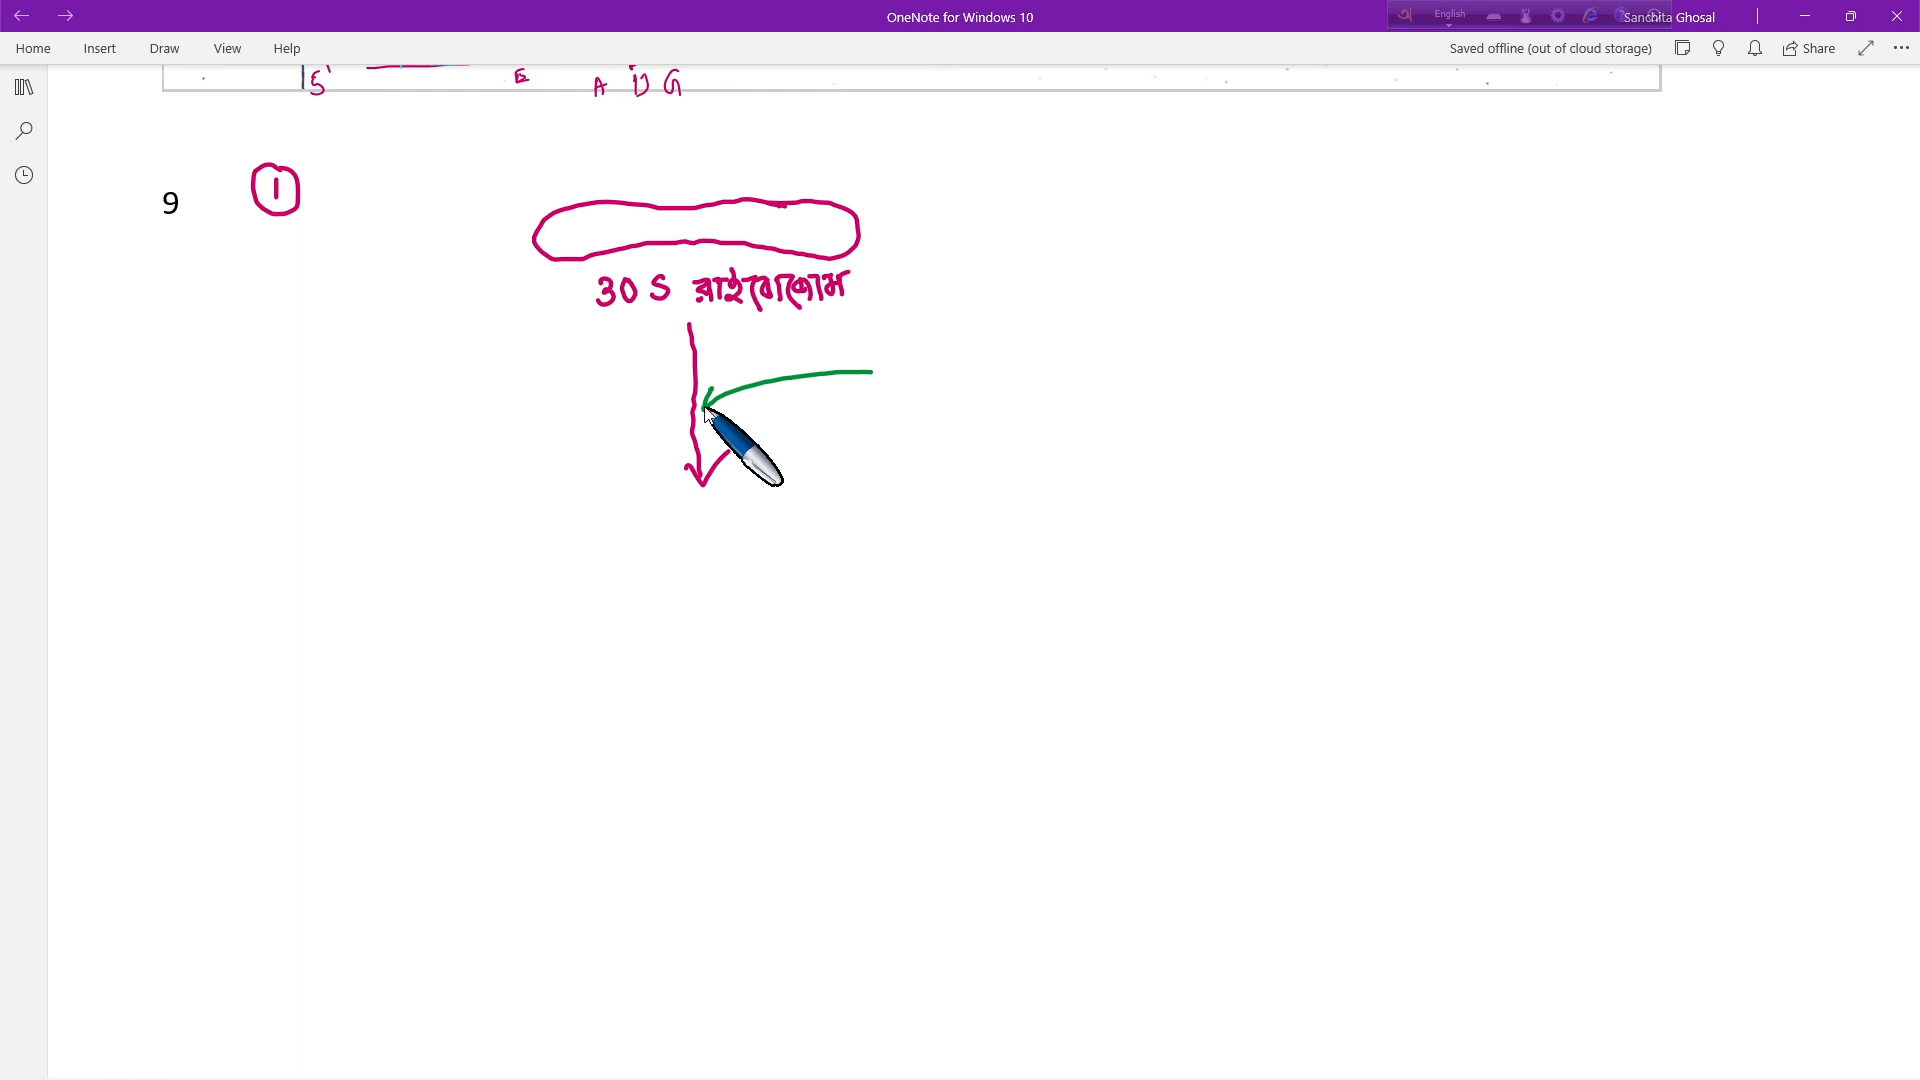 OneNote for Windows 10
English
Sanchita Ghosal
Home Insert Draw View Help
Saved offline (out of cloud storage)
Share
5'
E
A U G
9
1
30 S রাইবোজোম